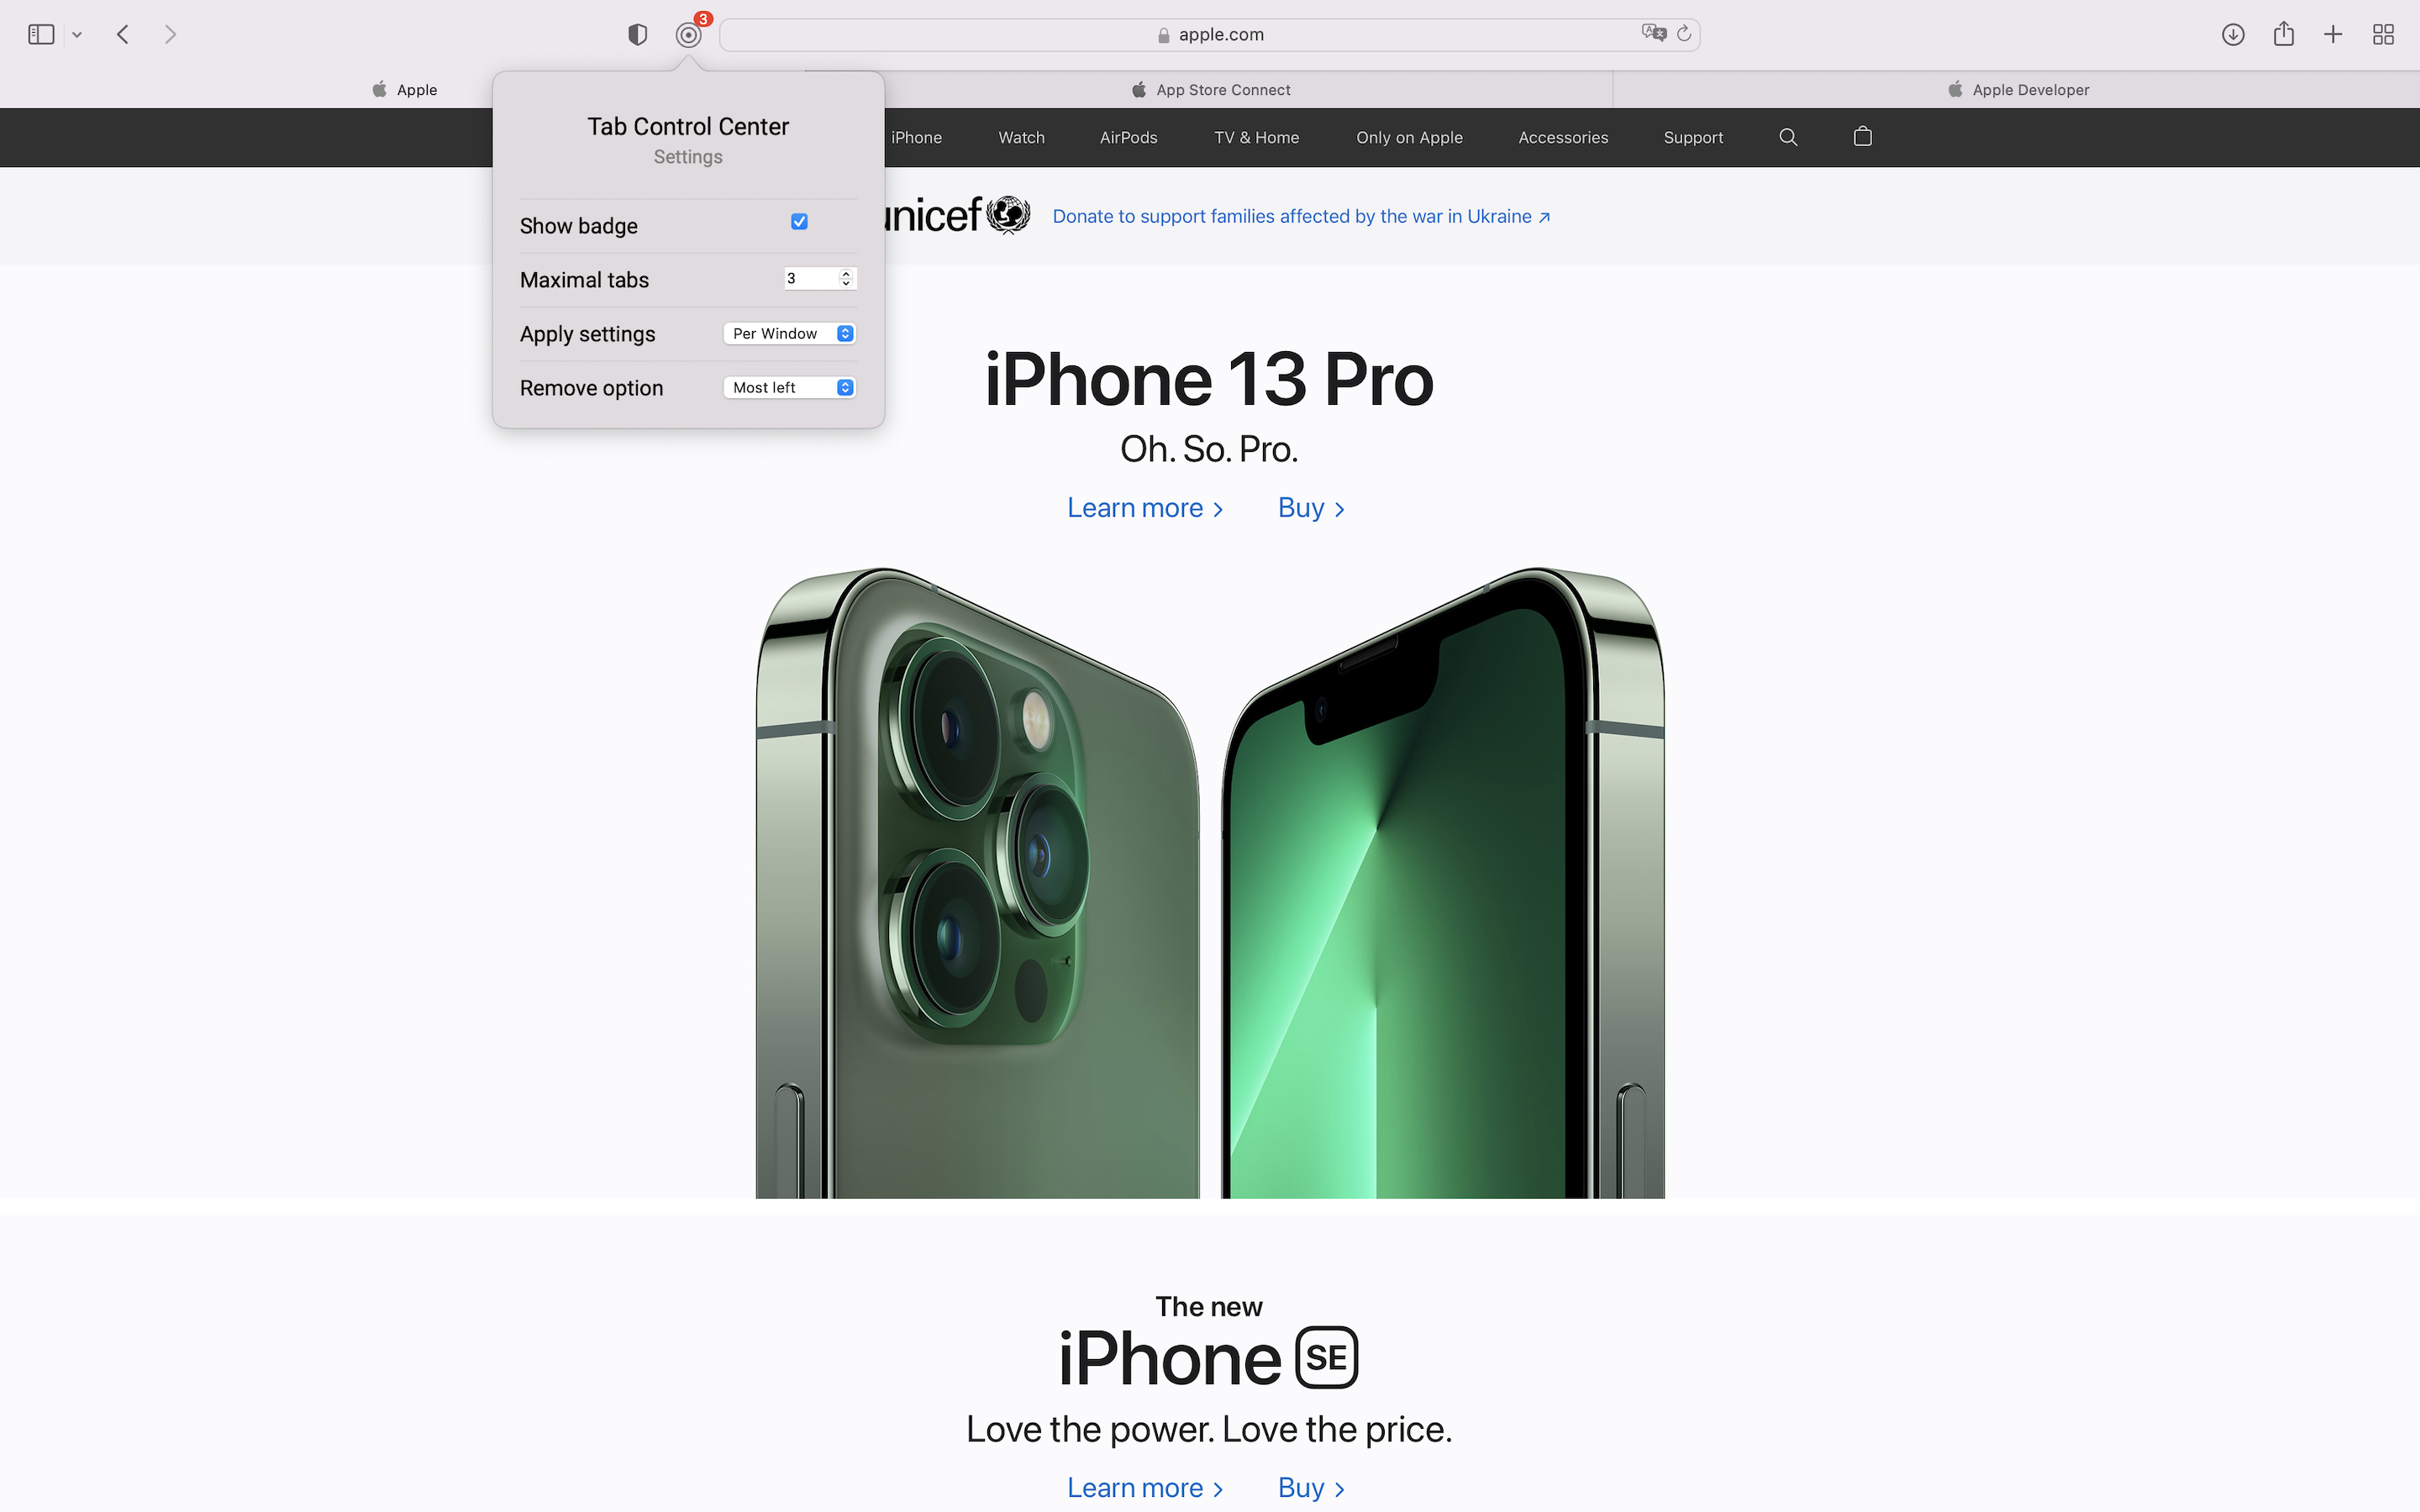 3
apple.com
Apple
App Store Connect
Apple Developer
iPhone
Watch
AirPods
TV & Home
Only on Apple
Accessories
Support
Tab Control Center
Settings
Show badge
Maximal tabs 3
Apply settings Per Window
Remove option Most left
unicef
Donate to support families affected by the war in Ukraine ↗
iPhone 13 Pro
Oh. So. Pro.
Learn more > Buy >
The new
iPhone SE
Love the power. Love the price.
Learn more > Buy >